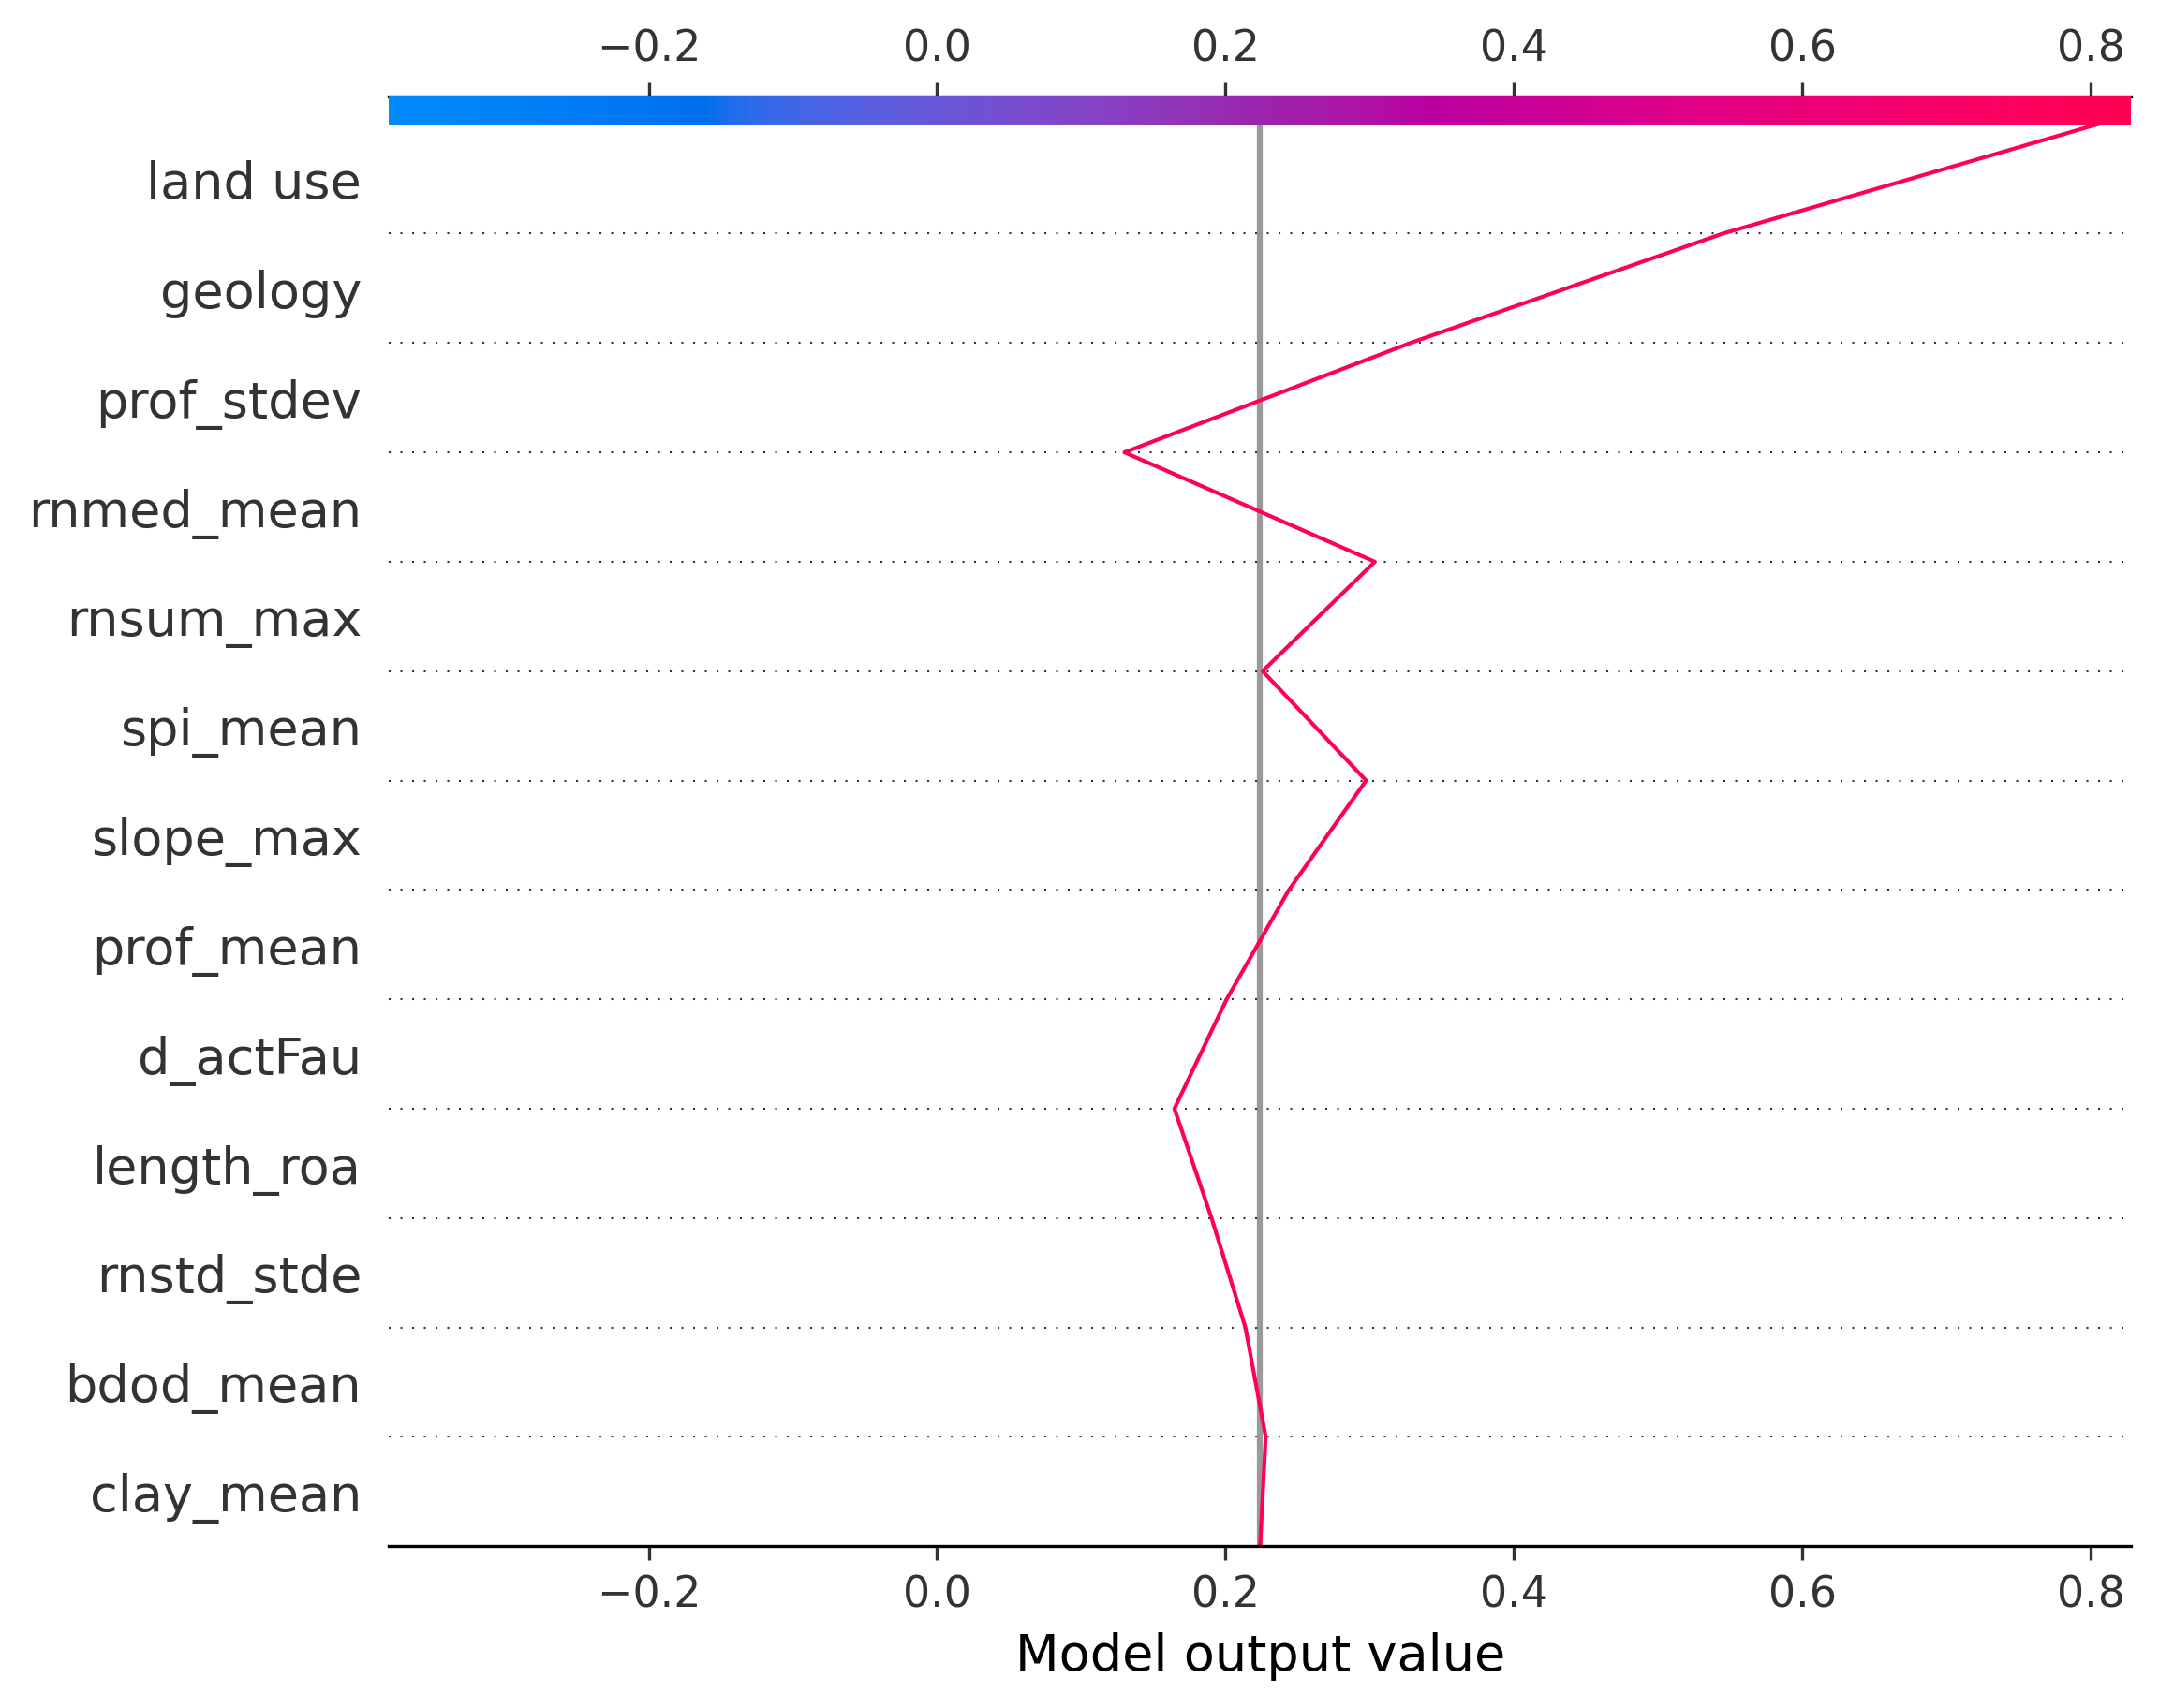 −0.2 0.0 0.2 0.4 0.6 0.8
land use
geology
prof_stdev
rnmed_mean
rnsum_max
spi_mean
slope_max
prof_mean
d_actFau
length_roa
rnstd_stde
bdod_mean
clay_mean
−0.2 0.0 0.2 0.4 0.6 0.8
Model output value